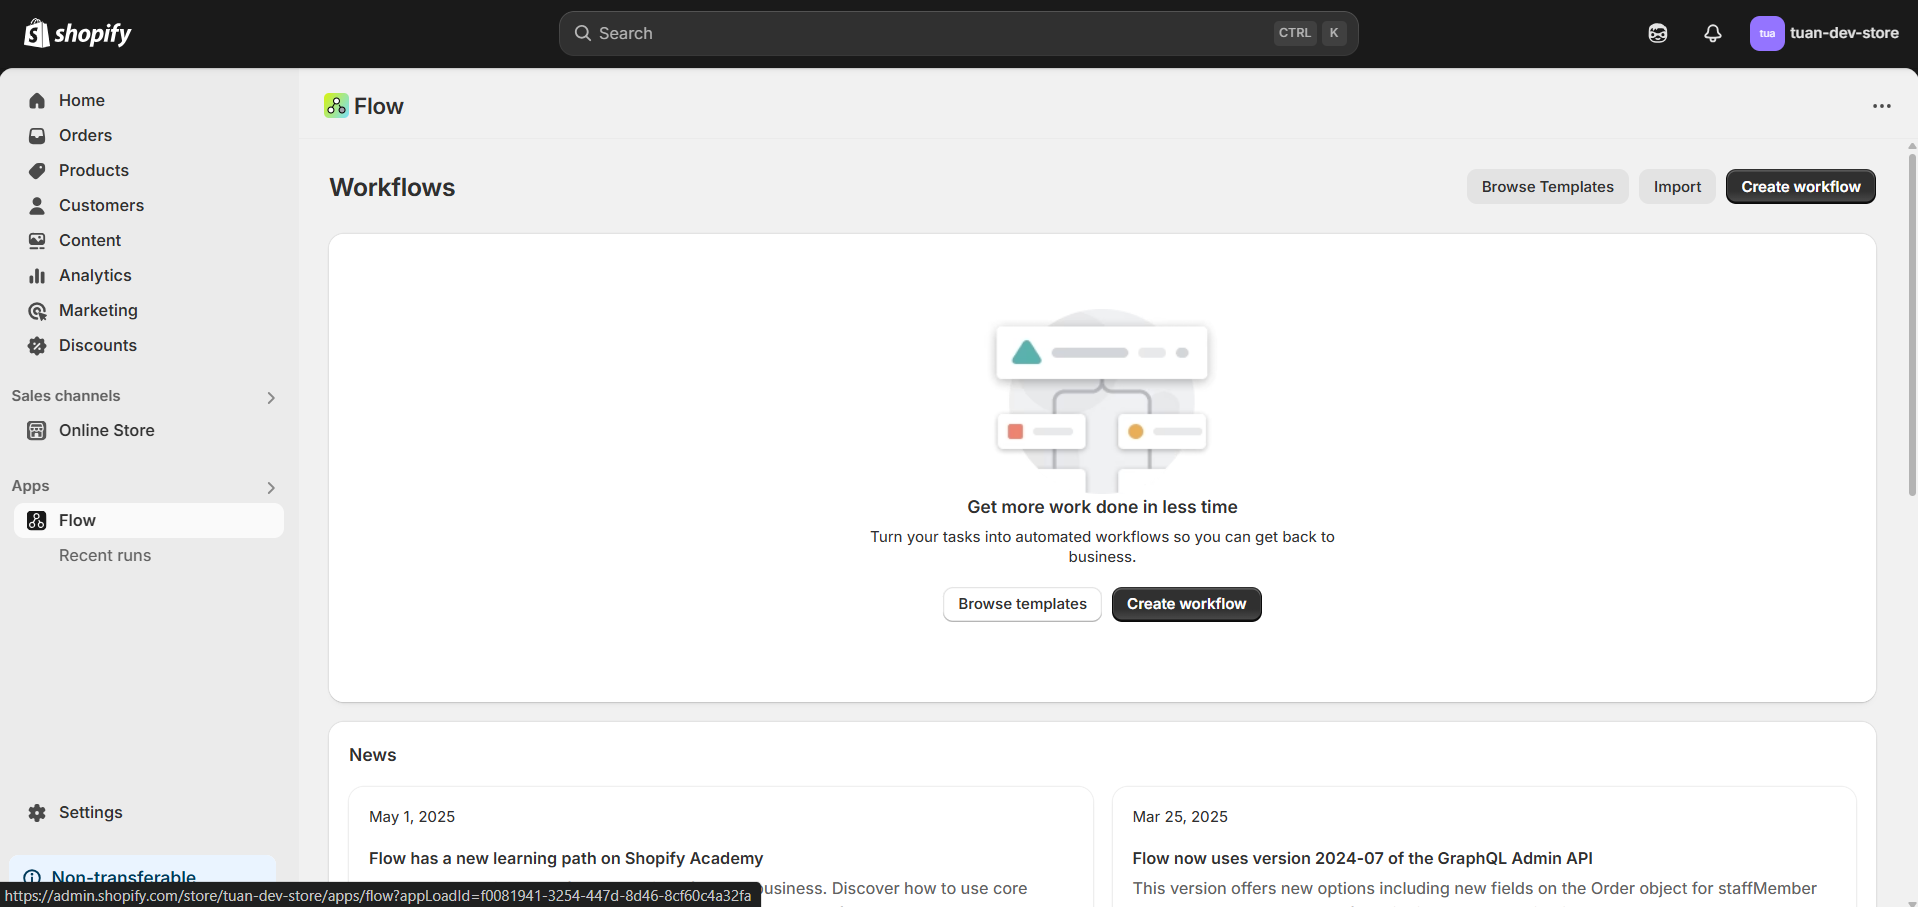 shopify
Search
CTRL K
tua
tuan-dev-store
Home
Orders
Products
Customers
Content
Analytics
Marketing
Discounts
Sales channels
Online Store
Apps
Flow
Recent runs
Settings
Non-transferable
Flow
Workflows
Browse Templates
Import
Create workflow
Get more work done in less time
Turn your tasks into automated workflows so you can get back to
business.
Browse templates
Create workflow
News
May 1, 2025
Flow has a new learning path on Shopify Academy
business. Discover how to use core
Mar 25, 2025
Flow now uses version 2024-07 of the GraphQL Admin API
This version offers new options including new fields on the Order object for staffMember
https://admin.shopify.com/store/tuan-dev-store/apps/flow?appLoadId=f0081941-3254-447d-8d46-8cf60c4a32fa